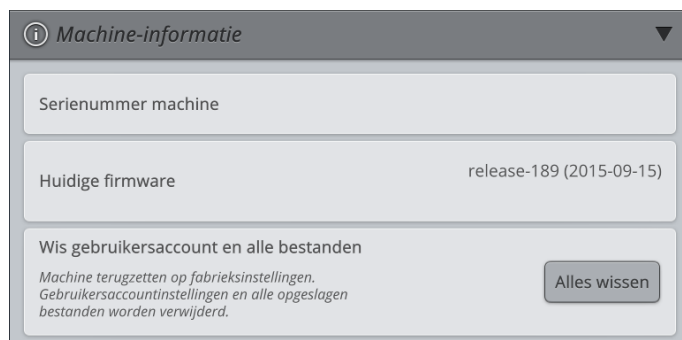 Machine-informatie
Serienummer machine
Huidige firmware
release-189 (2015-09-15)
Wis gebruikersaccount en alle bestanden
Machine terugzetten op fabrieksinstellingen.
Gebruikersaccountinstellingen en alle opgeslagen
bestanden worden verwijderd.
Alles wissen